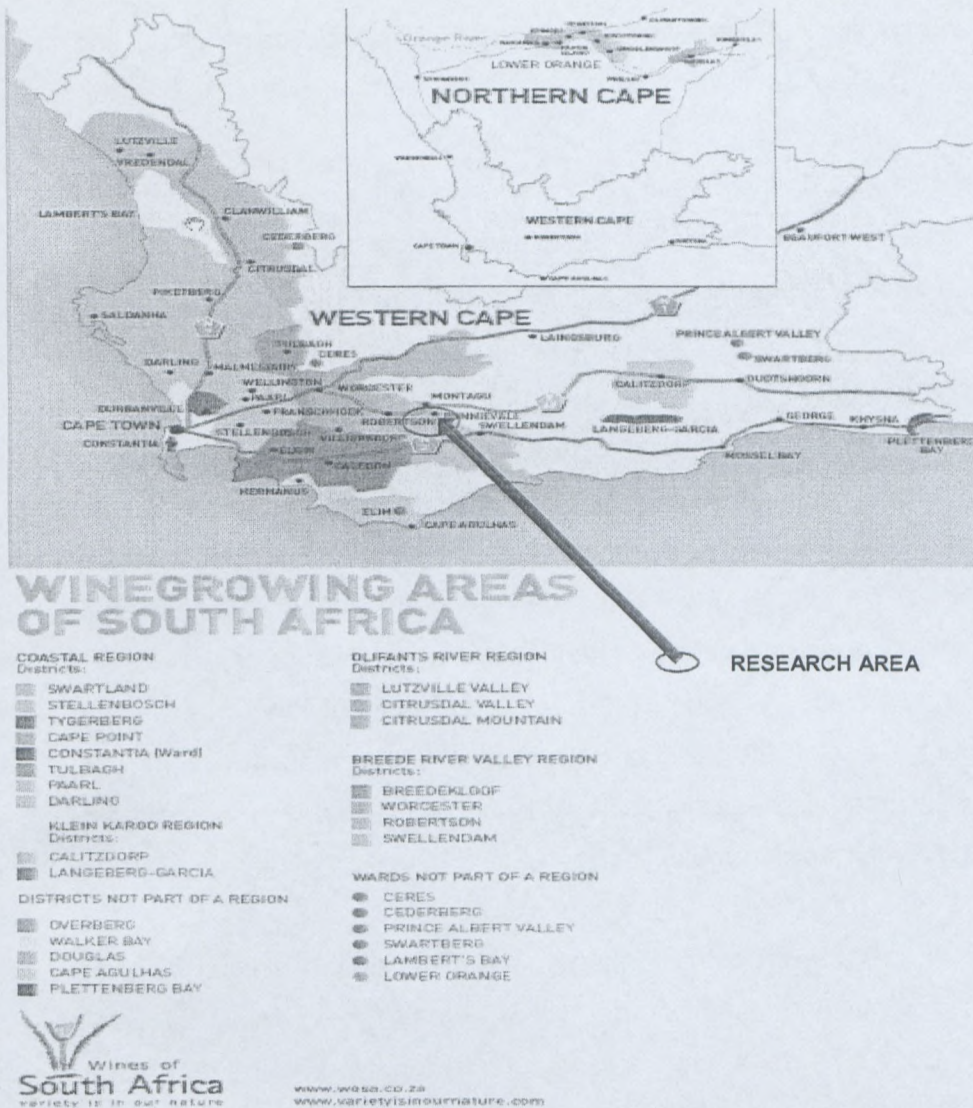 Orange River
LOWER ORANGE
NORTHERN CAPE
WESTERN CAPE
CAPE TOWN
LUTZVILLE
VREDENDAL
LAMBERT'S BAY
CLANWILLIAM
CEDERBERG
CITRUSDAL
BEAUFORT WEST
PIKETBERG
SALDANHA
WESTERN CAPE
LAINGSBURG
PRINCE ALBERT VALLEY
SWARTBERG
TULBAGH
CERES
DARLING
MALMESBURY
WELLINGTON
WORCESTER
PAARL
MONTAGU
CALITZDORP
OUDTSHOORN
DURBANVILLE
FRANSCHHOEK
ROBERTSON
CAPE TOWN
STELLENBOSCH
VILLIERSDORP
SWELLENDAM
LANGEBERG-GARCIA
GEORGE
KNYSNA
CONSTANTIA
ELGIN
CALEDON
MOSSEL BAY
PLETTENBERG
BAY
HERMANUS
ELIM
CAPE AGULHAS
WINEGROWING AREAS
OF SOUTH AFRICA
RESEARCH AREA
COASTAL REGION
Districts:
SWARTLAND
STELLENBOSCH
TYGERBERG
CAPE POINT
CONSTANTIA (Ward)
TULBAGH
PAARL
DARLING
KLEIN KAROO REGION
Districts:
CALITZDORP
LANGEBERG-GARCIA
DISTRICTS NOT PART OF A REGION
OVERBERG
WALKER BAY
DOUGLAS
CAPE AGULHAS
PLETTENBERG BAY
OLIFANTS RIVER REGION
Districts:
LUTZVILLE VALLEY
CITRUSDAL VALLEY
CITRUSDAL MOUNTAIN
BREEDE RIVER VALLEY REGION
Districts:
BREEDEKLOOF
WORCESTER
ROBERTSON
SWELLENDAM
WARDS NOT PART OF A REGION
CERES
CEDERBERG
PRINCE ALBERT VALLEY
SWARTBERG
LAMBERT'S BAY
LOWER ORANGE
Wines of
South Africa
variety is in our nature
www.wosa.co.za
www.varietyisinournature.com